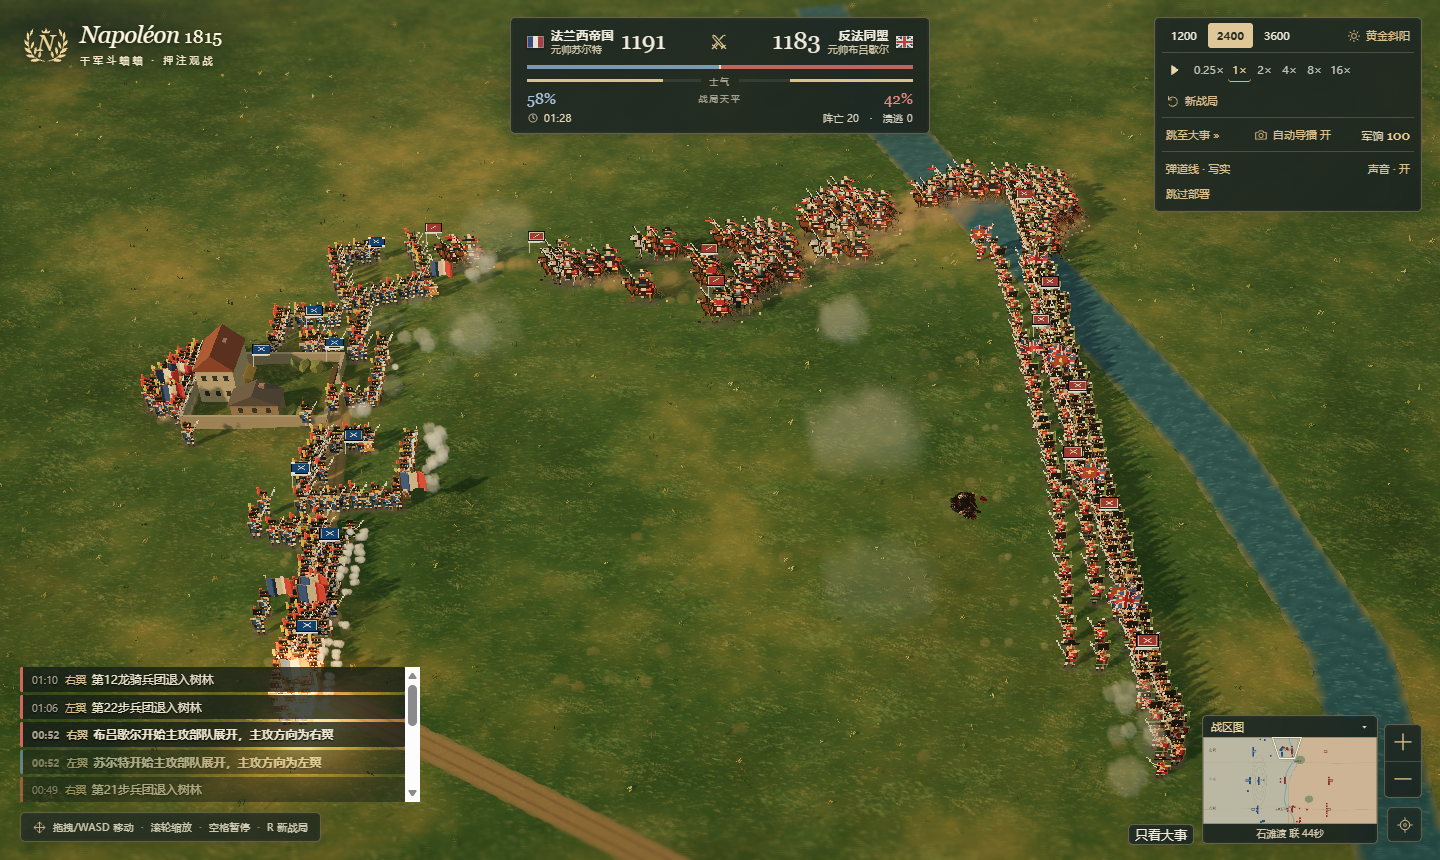 Napoléon 1815
千军斗蛐蛐 · 押注观战
法兰西帝国
元帅苏尔特
1191
1183
反法同盟
元帅布吕歇尔
士气
58%
战局天平
42%
01:28
阵亡 20 · 溃逃 0
1200 2400 3600 黄金斜阳
0.25× 1× 2× 4× 8× 16×
新战局
跳至大事 » 自动导播 开 军饷 100
弹道线 · 写实 声音 · 开
跳过部署
01:10 右翼 第12龙骑兵团退入树林
01:06 左翼 第22步兵团退入树林
00:52 右翼 布吕歇尔开始主攻部队展开，主攻方向为右翼
00:52 左翼 苏尔特开始主攻部队展开，主攻方向为左翼
00:49 右翼 第21步兵团退入树林
拖拽/WASD 移动 · 滚轮缩放 · 空格暂停 · R 新战局
只看大事
战区图
石滩渡 联 44秒